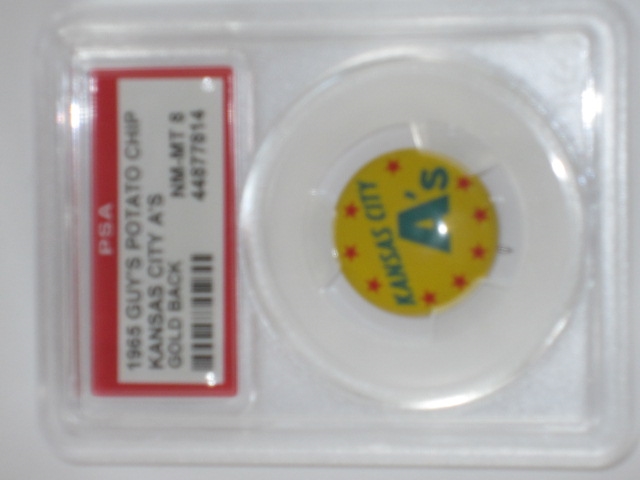 PSA
1965 GUY'S POTATO CHIP
KANSAS CITY A'S NM-MT 8
GOLD BACK 44877814
KANSAS CITY
A's